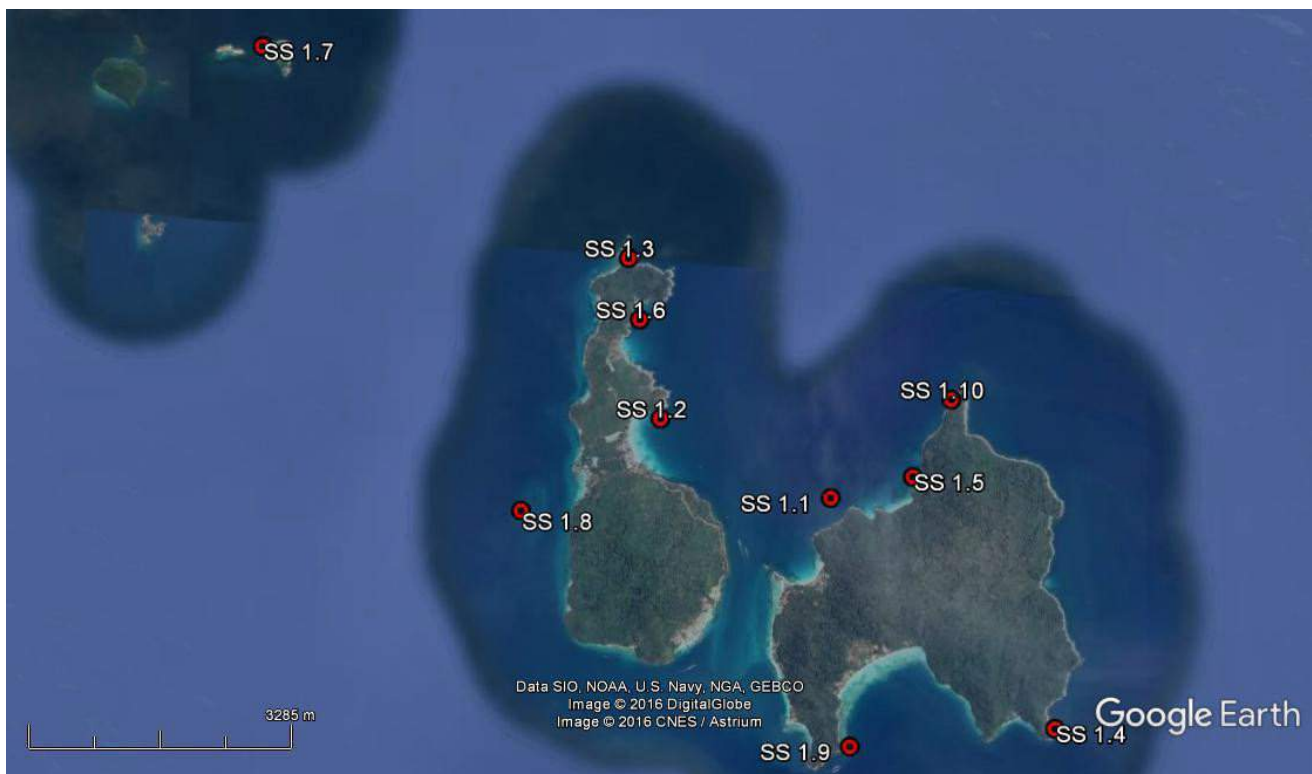 SS 1.7
SS 1.3
SS 1.6
SS 1.10
SS 1.2
SS 1.5
SS 1.1
SS 1.8
Data SIO, NOAA, U.S. Navy, NGA, GEBCO
Image © 2016 DigitalGlobe
Image © 2016 CNES / Astrium
3285 m
Google Earth
SS 1.4
SS 1.9